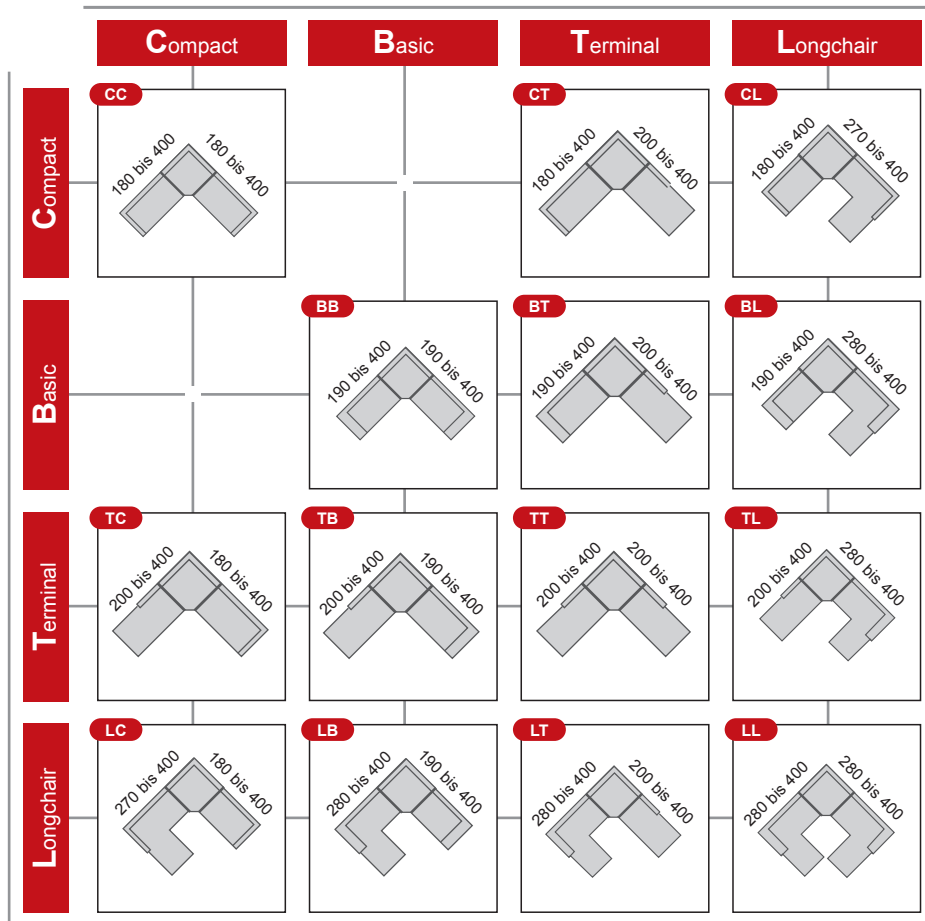 Compact
Basic
Terminal
Longchair
Compact
CC
180 bis 400
180 bis 400
CT
180 bis 400
200 bis 400
CL
180 bis 400
270 bis 400
Basic
BB
190 bis 400
190 bis 400
BT
190 bis 400
200 bis 400
BL
190 bis 400
280 bis 400
Terminal
TC
200 bis 400
180 bis 400
TB
200 bis 400
190 bis 400
TT
200 bis 400
200 bis 400
TL
200 bis 400
280 bis 400
Longchair
LC
270 bis 400
180 bis 400
LB
280 bis 400
190 bis 400
LT
280 bis 400
200 bis 400
LL
280 bis 400
280 bis 400